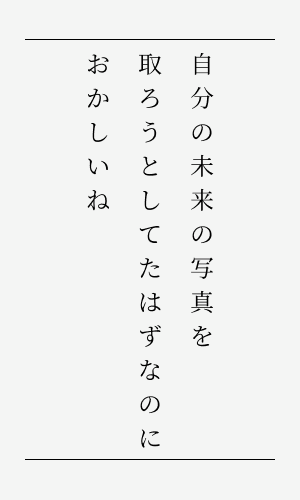 自分の未来の写真を
取ろうとしてたはずなのに
おかしいね